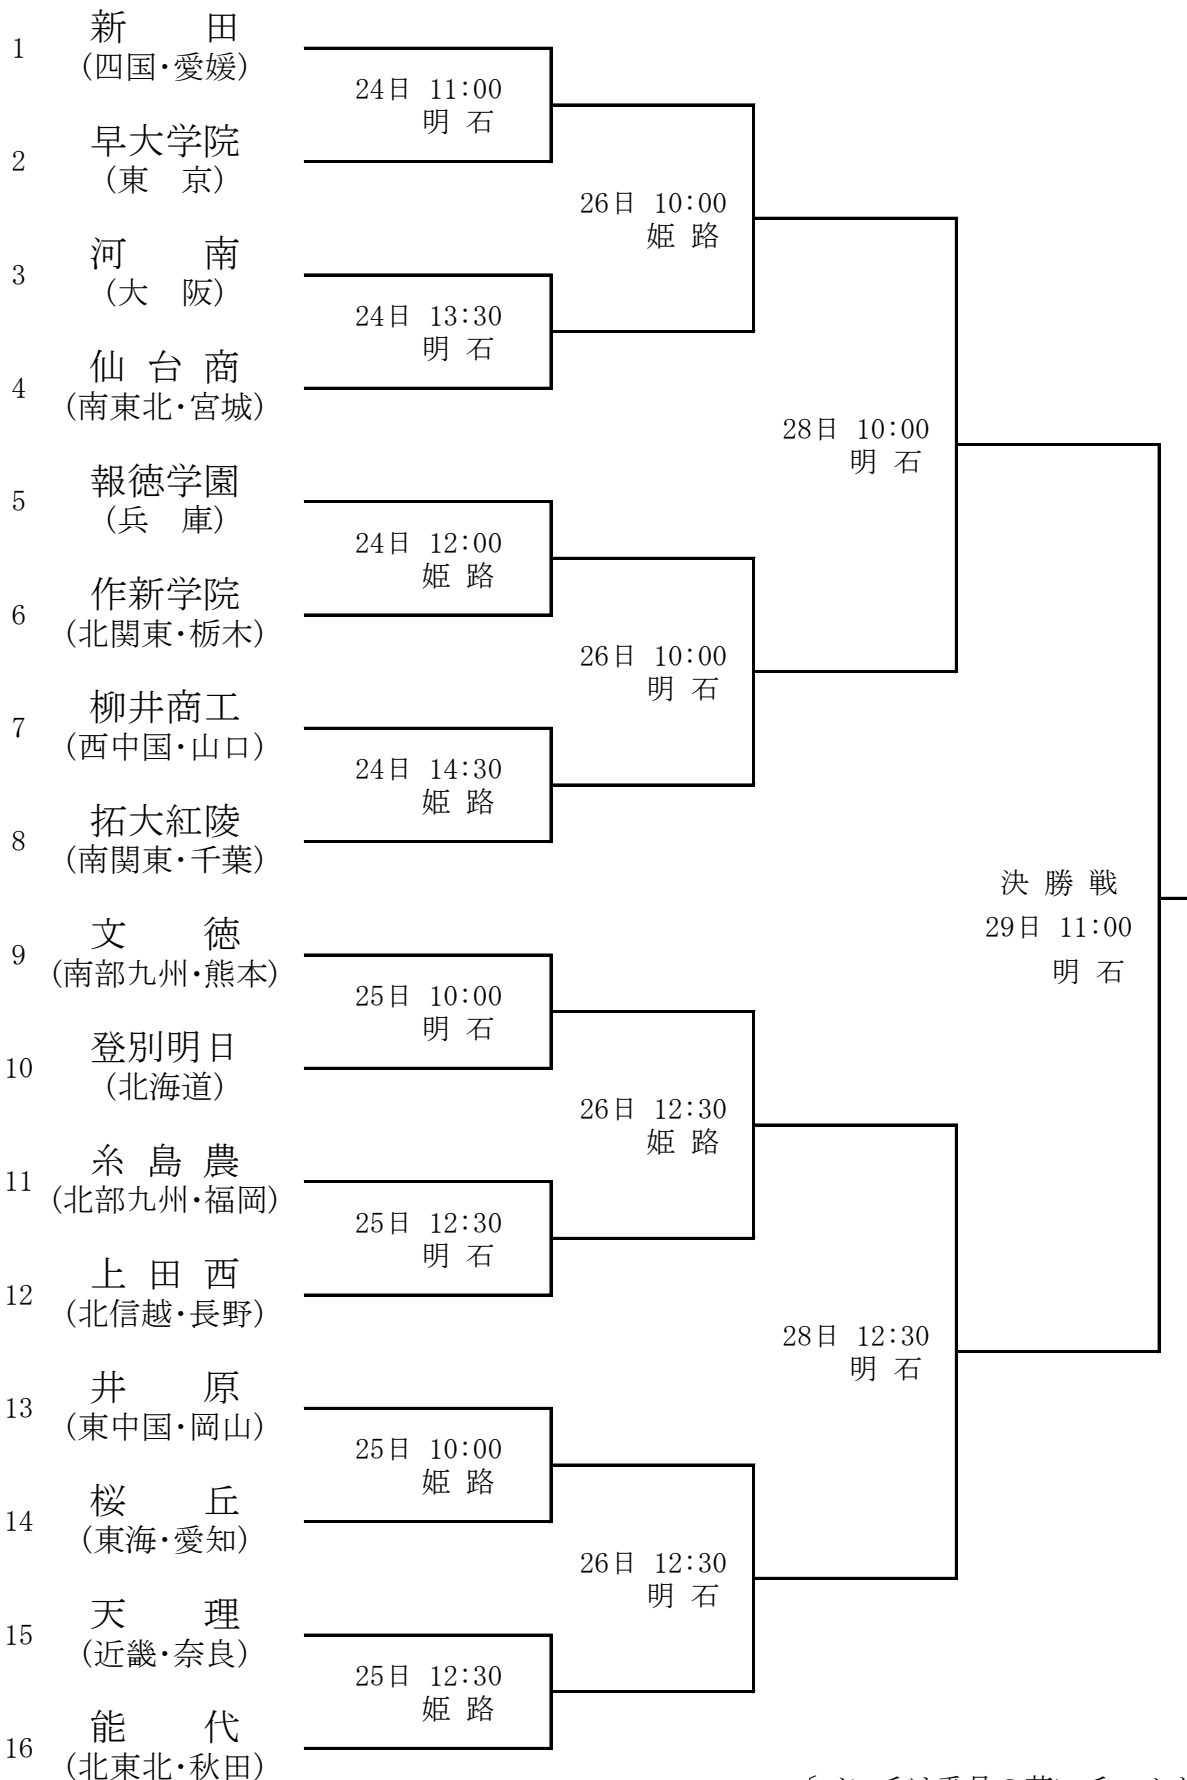 1 新 田
(四国・愛媛)
24日 11:00
明 石
2 早大学院
(東 京)
26日 10:00
姫 路
3 河 南
(大 阪)
24日 13:30
明 石
4 仙 台 商
(南東北・宮城)
28日 10:00
明 石
5 報徳学園
(兵 庫)
24日 12:00
姫 路
6 作新学院
(北関東・栃木)
26日 10:00
明 石
7 柳井商工
(西中国・山口)
24日 14:30
姫 路
8 拓大紅陵
(南関東・千葉)
決 勝 戦
29日 11:00
明 石
9 文 徳
(南部九州・熊本)
25日 10:00
明 石
10 登別明日
(北海道)
26日 12:30
姫 路
11 糸 島 農
(北部九州・福岡)
25日 12:30
明 石
12 上 田 西
(北信越・長野)
28日 12:30
明 石
13 井 原
(東中国・岡山)
25日 10:00
姫 路
14 桜 丘
(東海・愛知)
26日 12:30
明 石
15 天 理
(近畿・奈良)
25日 12:30
姫 路
16 能 代
(北東北・秋田)